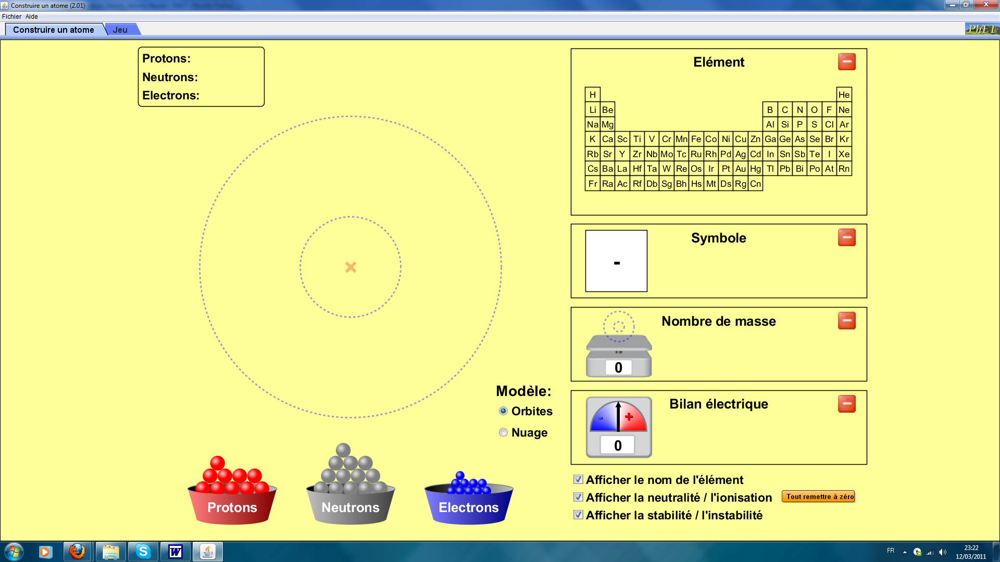 Construire un atome (2.01)
Fichier Aide
Construire un atome Jeu
PhET
Protons:
Neutrons:
Electrons:
Elément
H He
Li Be B C N O F Ne
Na Mg Al Si P S Cl Ar
K Ca Sc Ti V Cr Mn Fe Co Ni Cu Zn Ga Ge As Se Br Kr
Rb Sr Y Zr Nb Mo Tc Ru Rh Pd Ag Cd In Sn Sb Te I Xe
Cs Ba La Hf Ta W Re Os Ir Pt Au Hg Tl Pb Bi Po At Rn
Fr Ra Ac Rf Db Sg Bh Hs Mt Ds Rg Cn
Symbole
-
Nombre de masse
0
Modèle:
Orbites
Nuage
Bilan électrique
- +
0
Protons
Neutrons
Electrons
Afficher le nom de l'élément
Afficher la neutralité / l'ionisation
Tout remettre à zéro
Afficher la stabilité / l'instabilité
S
W
FR
23:22
12/03/2011